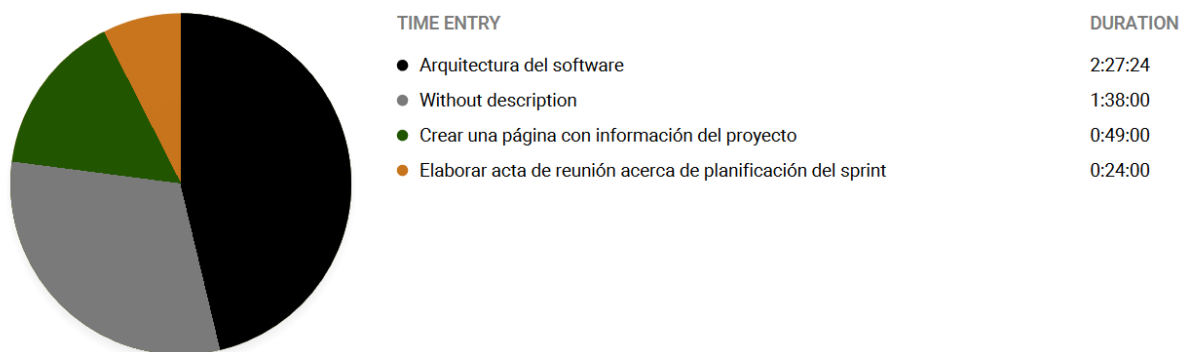 TIME ENTRY DURATION
Arquitectura del software 2:27:24
Without description 1:38:00
Crear una página con información del proyecto 0:49:00
Elaborar acta de reunión acerca de planificación del sprint 0:24:00